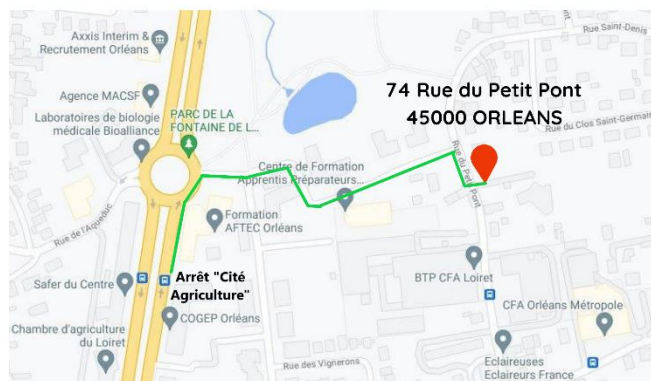 Axxis Interim &
Recrutement Orléans
Rue Saint-Denis
Agence MACSF
74 Rue du Petit Pont
45000 ORLEANS
Laboratoires de biologie
médicale Bioalliance
PARC DE LA
FONTAINE DE L...
Rue du Clos Saint-Germain
Centre de Formation
Apprentis Préparateurs...
Rue du Petit Pont
Rue de l'Aqueduc
Formation
AFTEC Orléans
Safer du Centre
Arrêt "Cité
Agriculture"
BTP CFA Loiret
CFA Orléans Métropole
COGEP Orléans
Chambre d'agriculture
du Loiret
Rue des Vignerons
Eclaireuses
Eclaireurs France